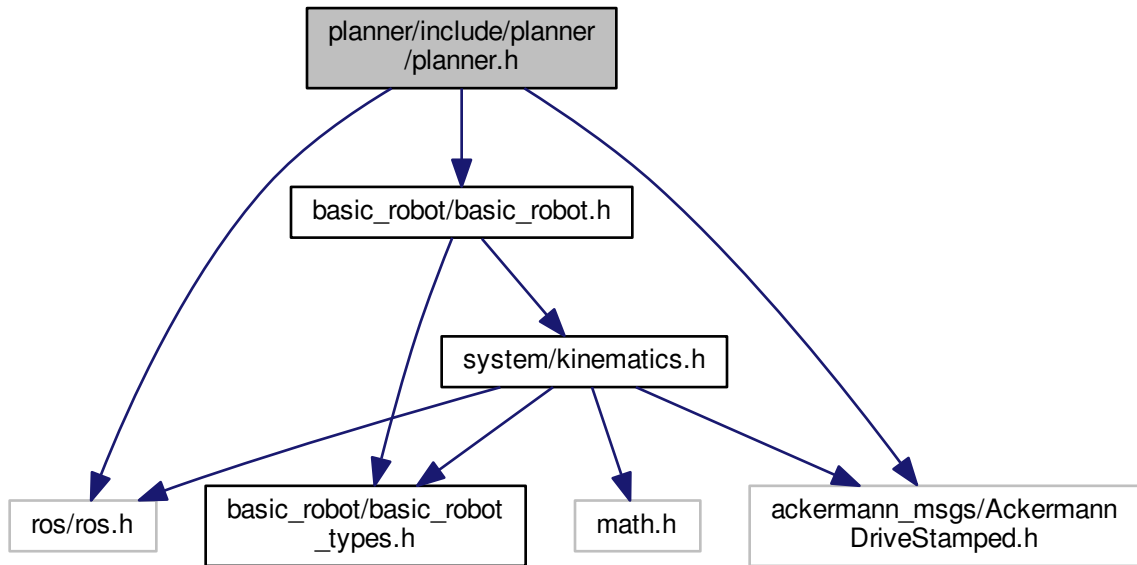 planner/include/planner
/planner.h
basic_robot/basic_robot.h
system/kinematics.h
ros/ros.h
basic_robot/basic_robot
_types.h
math.h
ackermann_msgs/Ackermann
DriveStamped.h